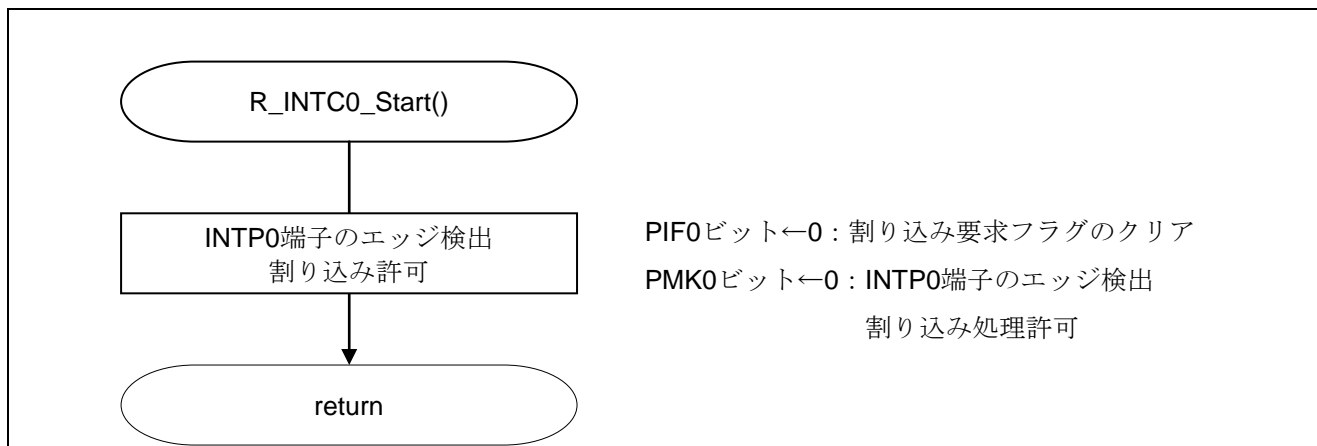 R_INTC0_Start()
INTP0端子のエッジ検出
割り込み許可
PIF0ビット←0：割り込み要求フラグのクリア
PMK0ビット←0：INTP0端子のエッジ検出
割り込み処理許可
return